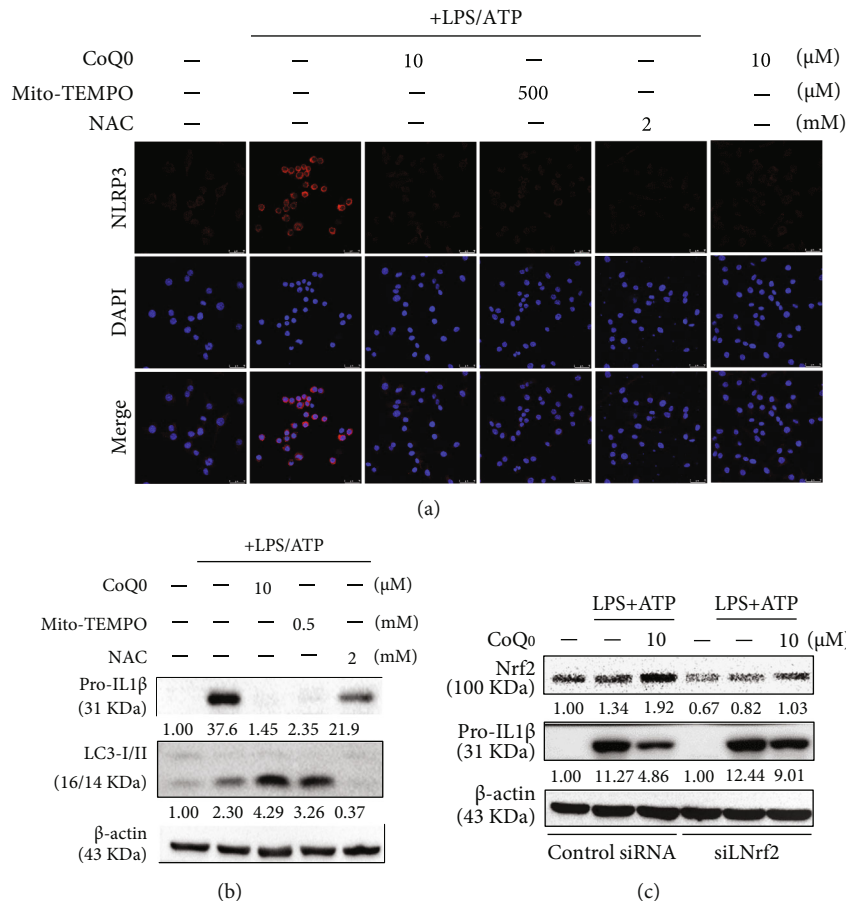 +LPS/ATP
CoQ0 — — 10 — — 10 (μM)
Mito-TEMPO — — — 500 — — (μM)
NAC — — — — 2 — (mM)
NLRP3
DAPI
Merge
(a)
+LPS/ATP
CoQ0 — — 10 — — (μM)
Mito-TEMPO — — — 0.5 — (mM)
NAC — — — — 2 (mM)
Pro-IL1β
(31 KDa)
1.00 37.6 1.45 2.35 21.9
LC3-I/II
(16/14 KDa)
1.00 2.30 4.29 3.26 0.37
β-actin
(43 KDa)
(b)
LPS+ATP LPS+ATP
CoQ0 — — 10 — — 10 (μM)
Nrf2
(100 KDa)
1.00 1.34 1.92 0.67 0.82 1.03
Pro-IL1β
(31 KDa)
1.00 11.27 4.86 1.00 12.44 9.01
β-actin
(43 KDa)
Control siRNA siLNrf2
(c)